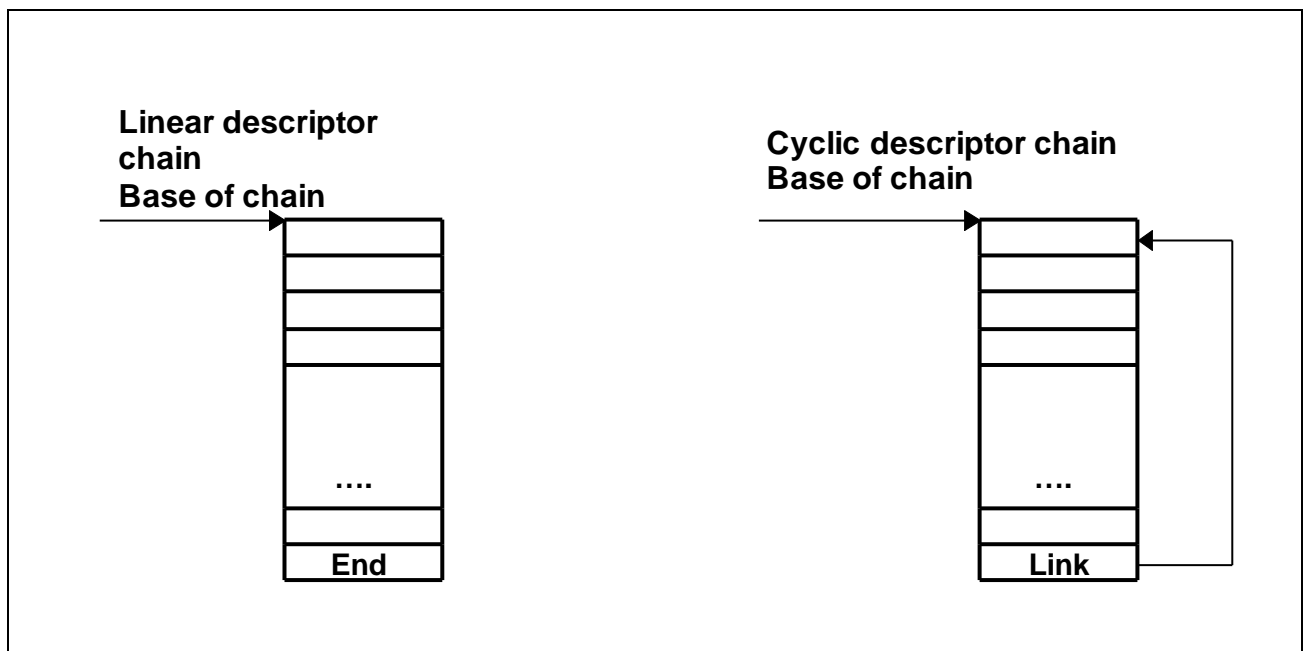 Linear descriptor
chain
Base of chain
….
End
Cyclic descriptor chain
Base of chain
….
Link